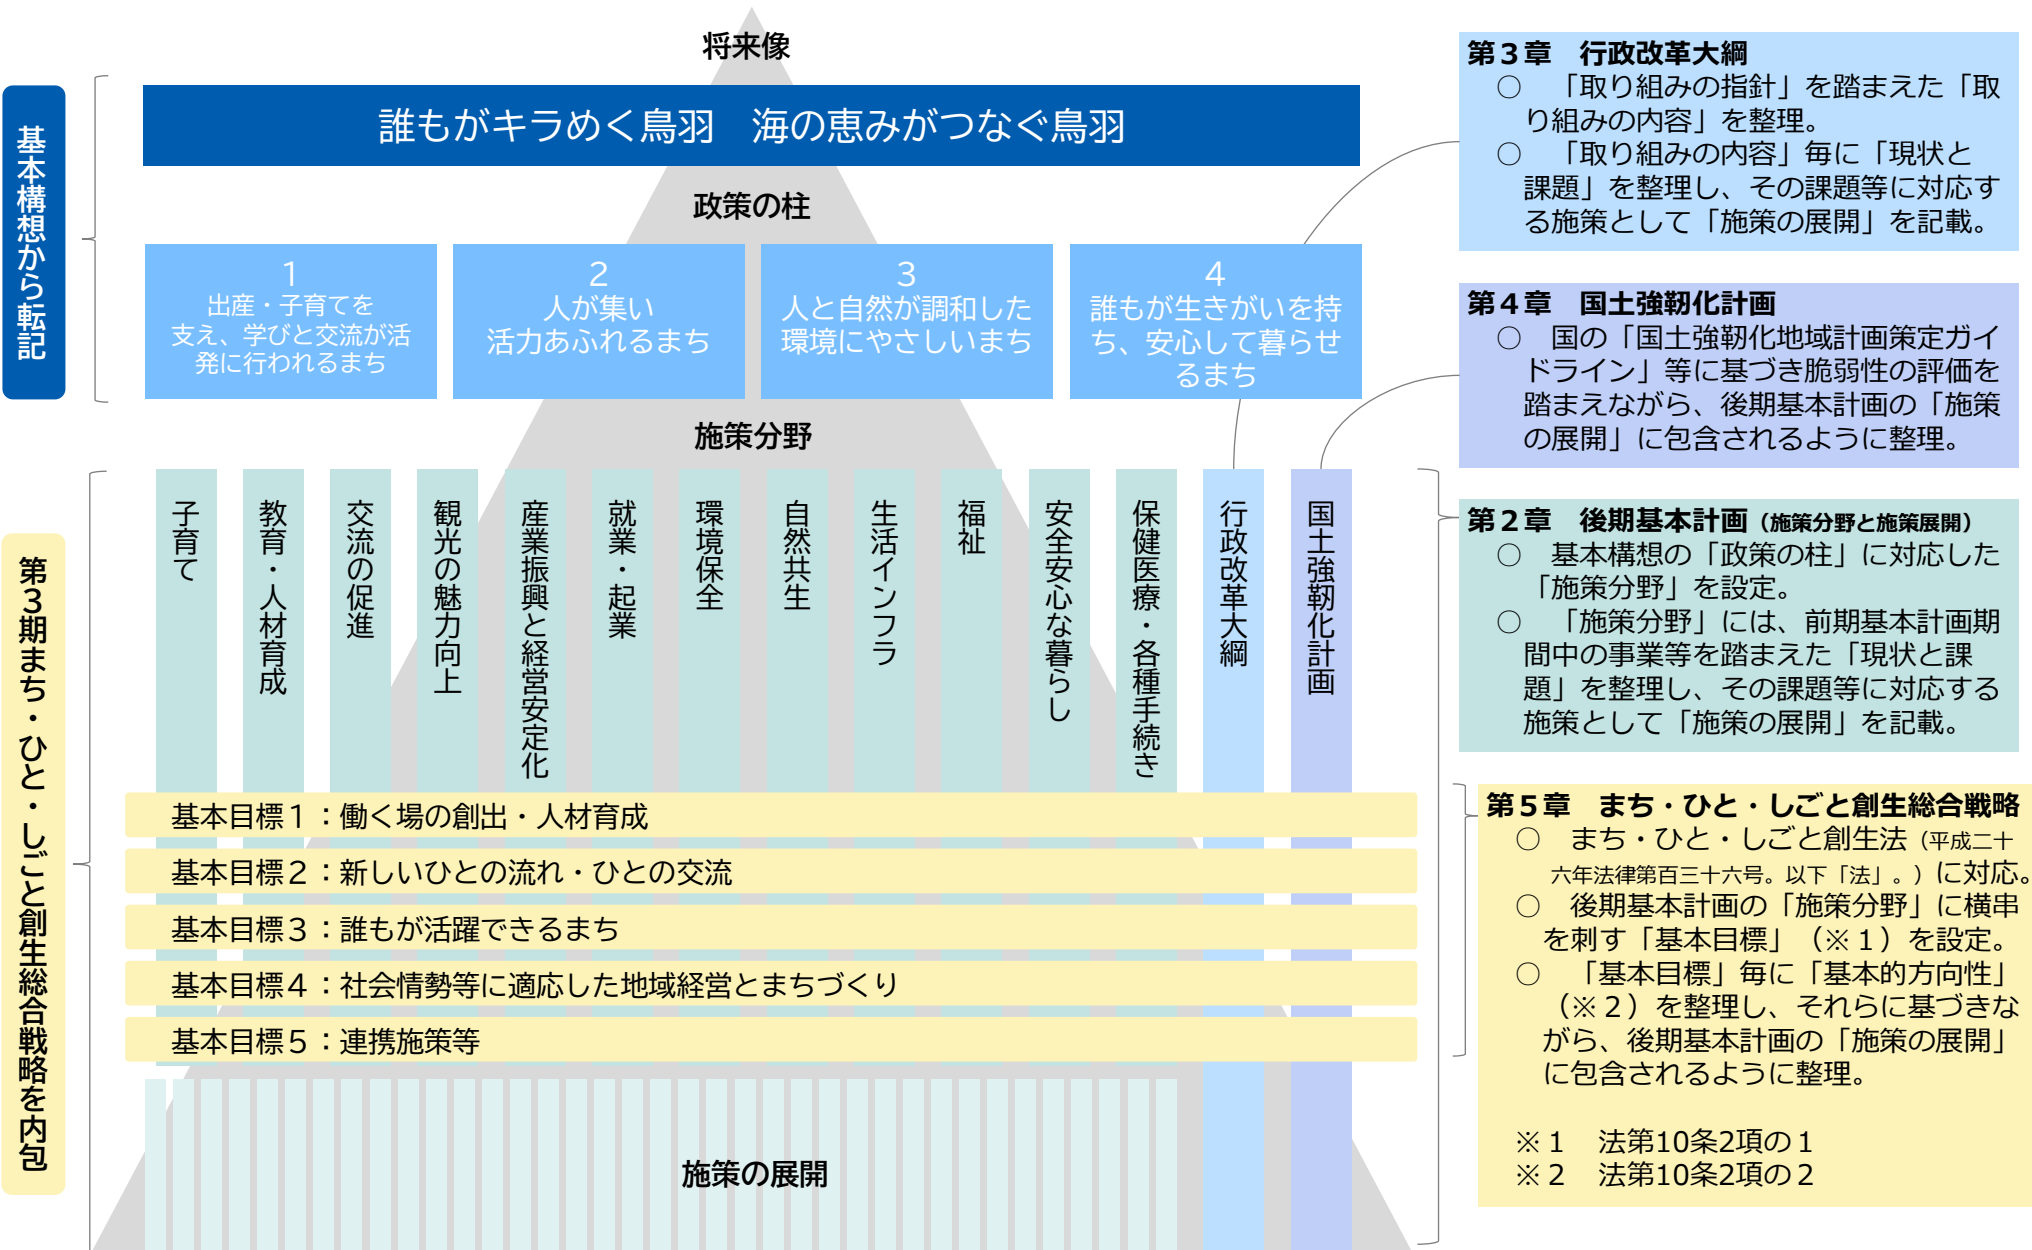 将来像
誰もがキラめく鳥羽　海の恵みがつなぐ鳥羽
基本構想から転記
政策の柱
1
出産・子育てを
支え、学びと交流が活
発に行われるまち
2
人が集い
活力あふれるまち
3
人と自然が調和した
環境にやさしいまち
4
誰もが生きがいを持
ち、安心して暮らせ
るまち
施策分野
子育て
教育・人材育成
交流の促進
観光の魅力向上
産業振興と経営安定化
就業・起業
環境保全
自然共生
生活インフラ
福祉
安全安心な暮らし
保健医療・各種手続き
行政改革大綱
国土強靭化計画
第3期まち・ひと・しごと創生総合戦略を内包
基本目標1：働く場の創出・人材育成
基本目標2：新しいひとの流れ・ひとの交流
基本目標3：誰もが活躍できるまち
基本目標4：社会情勢等に適応した地域経営とまちづくり
基本目標5：連携施策等
施策の展開
第３章　行政改革大綱
○　「取り組みの指針」を踏まえた「取
り組みの内容」を整理。
○　「取り組みの内容」毎に「現状と
課題」を整理し、その課題等に対応す
る施策として「施策の展開」を記載。
第４章　国土強靭化計画
○　国の「国土強靭化地域計画策定ガイ
ドライン」等に基づき脆弱性の評価を
踏まえながら、後期基本計画の「施策
の展開」に包含されるように整理。
第２章　後期基本計画（施策分野と施策展開）
○　基本構想の「政策の柱」に対応した
「施策分野」を設定。
○　「施策分野」には、前期基本計画期
間中の事業等を踏まえた「現状と課
題」を整理し、その課題等に対応する
施策として「施策の展開」を記載。
第５章　まち・ひと・しごと創生総合戦略
○　まち・ひと・しごと創生法（平成二十
六年法律第百三十六号。以下「法」。）に対応。
○　後期基本計画の「施策分野」に横串
を刺す「基本目標」（※１）を設定。
○　「基本目標」毎に「基本的方向性」
（※２）を整理し、それらに基づきな
がら、後期基本計画の「施策の展開」
に包含されるように整理。
※１　法第10条2項の１
※２　法第10条2項の２